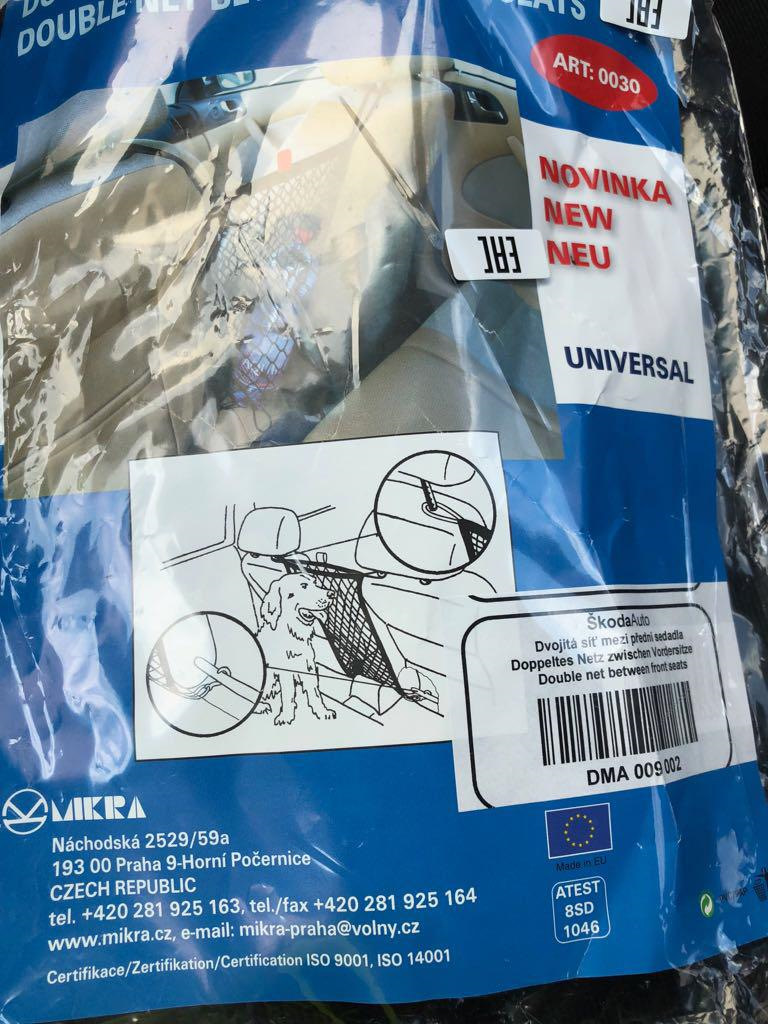 DOUBLE NET
SEATS
EAC
ART: 0030
NOVINKA
NEW
NEU
EAC
UNIVERSAL
ŠkodaAuto
Dvojitá síť mezi přední sedadla
Doppeltes Netz zwischen Vordersitze
Double net between front seats
DMA 009 002
MIKRA
Náchodská 2529/59a
193 00 Praha 9-Horní Počernice
CZECH REPUBLIC
tel. +420 281 925 163, tel./fax +420 281 925 164
www.mikra.cz, e-mail: mikra-praha@volny.cz
Certifikace/Zertifikation/Certification ISO 9001, ISO 14001
Made in EU
ATEST
8SD
1046